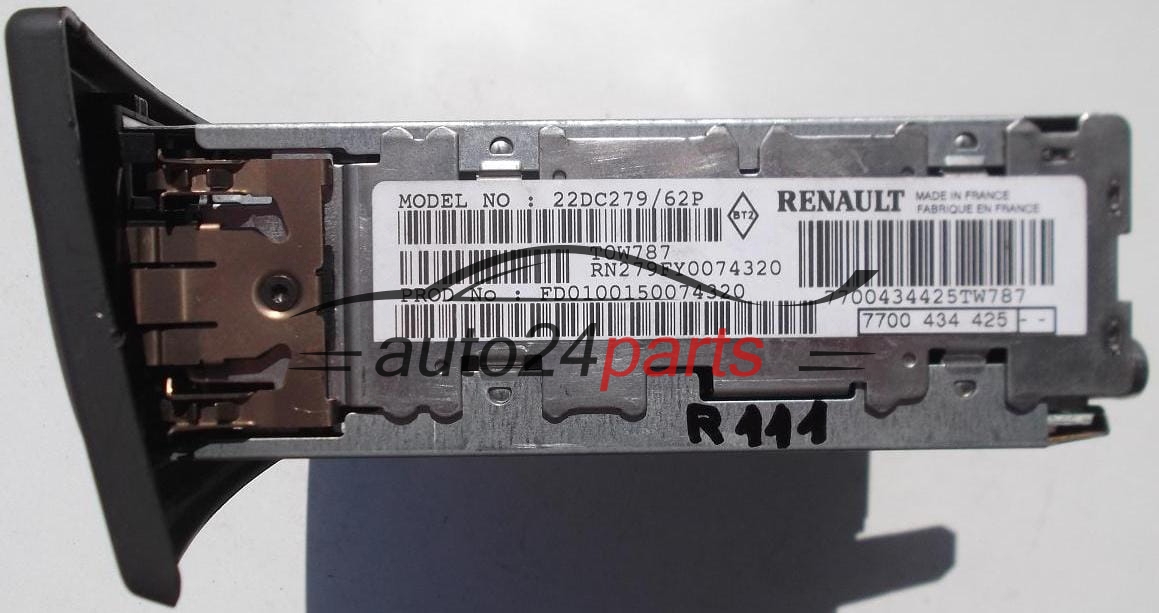 MODEL NO : 22DC279/62P
BT2
RENAULT
MADE IN FRANCE
FABRIQUE EN FRANCE
T0W787
RN279FY0074320
PROD No : FD0100150074320
7700434425TW787
7700 434 425 - -
auto24parts
R 111